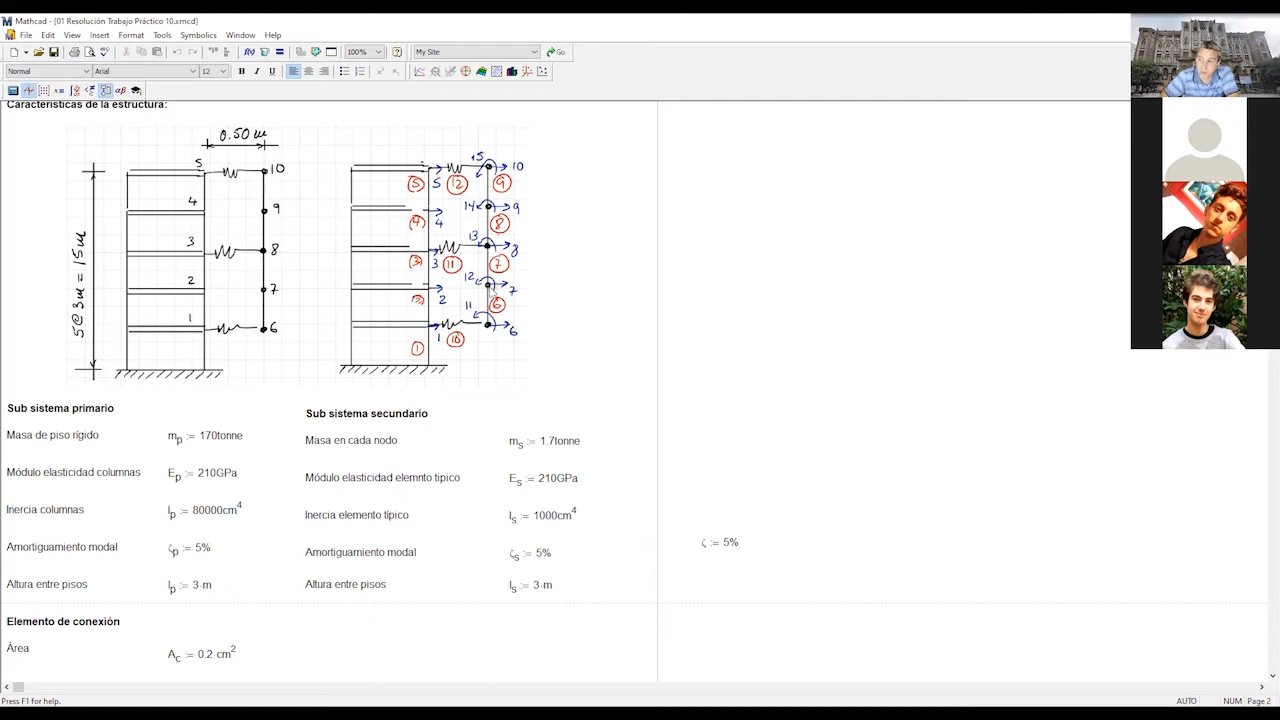 Mathcad - [01 Resolución Trabajo Práctico 10.xmcd]
File Edit View Insert Format Tools Symbolics Window Help
100% My Site Go
Normal Arial 12 B I U
Características de la estructura:
0.50 m
5 10
4 9
3 8
2 7
1 6
5@3m = 15m
15 10
5 5 12 9
14 9
4 4 8
13 8
3 3 11 7
12 7
2 6
11 6
1 10
1
Sub sistema primario
Masa de piso rígido mp := 170tonne
Módulo elasticidad columnas Ep := 210GPa
Inercia columnas Ip := 80000cm⁴
Amortiguamiento modal ζp := 5%
Altura entre pisos lp := 3·m
Sub sistema secundario
Masa en cada nodo ms := 1.7tonne
Módulo elasticidad elemnto tipico Es := 210GPa
Inercia elemento típico Is := 1000cm⁴
Amortiguamiento modal ζs := 5%
Altura entre pisos ls := 3·m
ζ := 5%
Elemento de conexión
Área Ac := 0.2·cm²
Press F1 for help. AUTO NUM Page 2